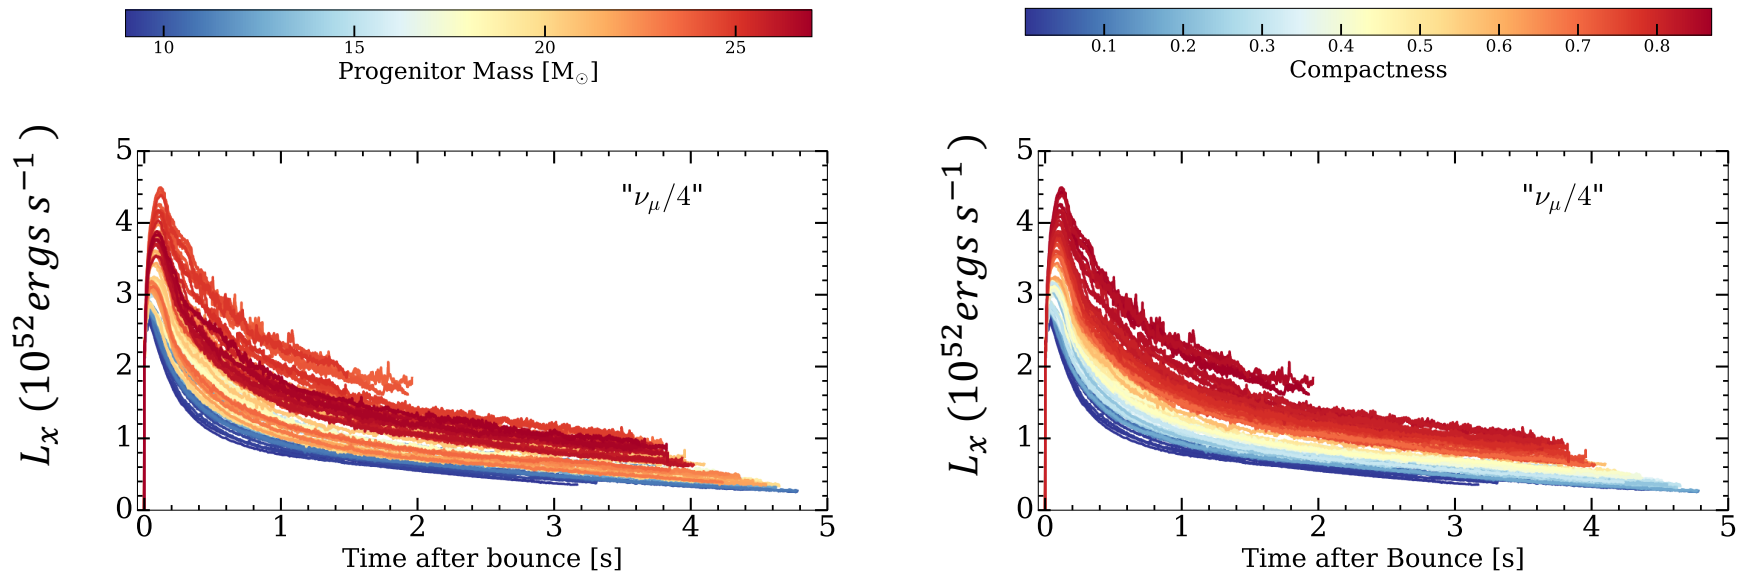 10 15 20 25
Progenitor Mass [M⊙]
0.1 0.2 0.3 0.4 0.5 0.6 0.7 0.8
Compactness
L_x (10^52 ergs s^−1)
5
4
3
2
1
0
"ν_μ/4"
0 1 2 3 4 5
Time after bounce [s]
L_x (10^52 ergs s^−1)
5
4
3
2
1
0
"ν_μ/4"
0 1 2 3 4 5
Time after Bounce [s]